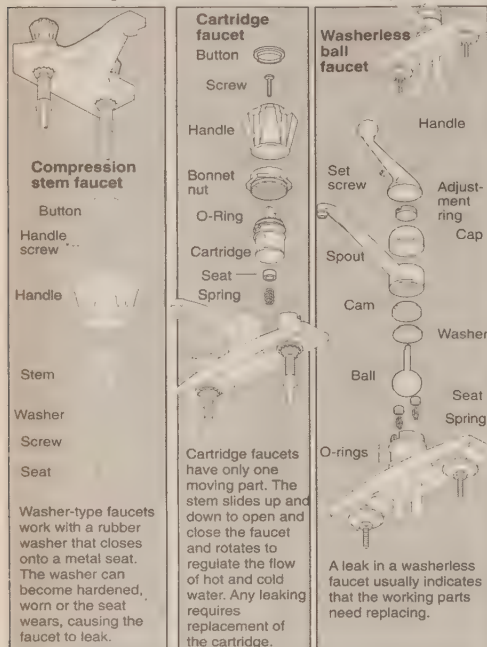 Compression
stem faucet
Button
Handle
screw
Handle
Stem
Washer
Screw
Seat
Washer-type faucets
work with a rubber
washer that closes
onto a metal seat.
The washer can
become hardened,
worn or the seat
wears, causing the
faucet to leak.
Cartridge
faucet
Button
Screw
Handle
Bonnet
nut
O-Ring
Cartridge
Seat
Spring
Cartridge faucets
have only one
moving part. The
stem slides up and
down to open and
close the faucet
and rotates to
regulate the flow
of hot and cold
water. Any leaking
requires
replacement of
the cartridge.
Washerless
ball
faucet
Handle
Set
screw
Adjust-
ment
ring
Cap
Spout
Cam
Washer
Ball
Seat
Spring
O-rings
A leak in a washerless
faucet usually indicates
that the working parts
need replacing.